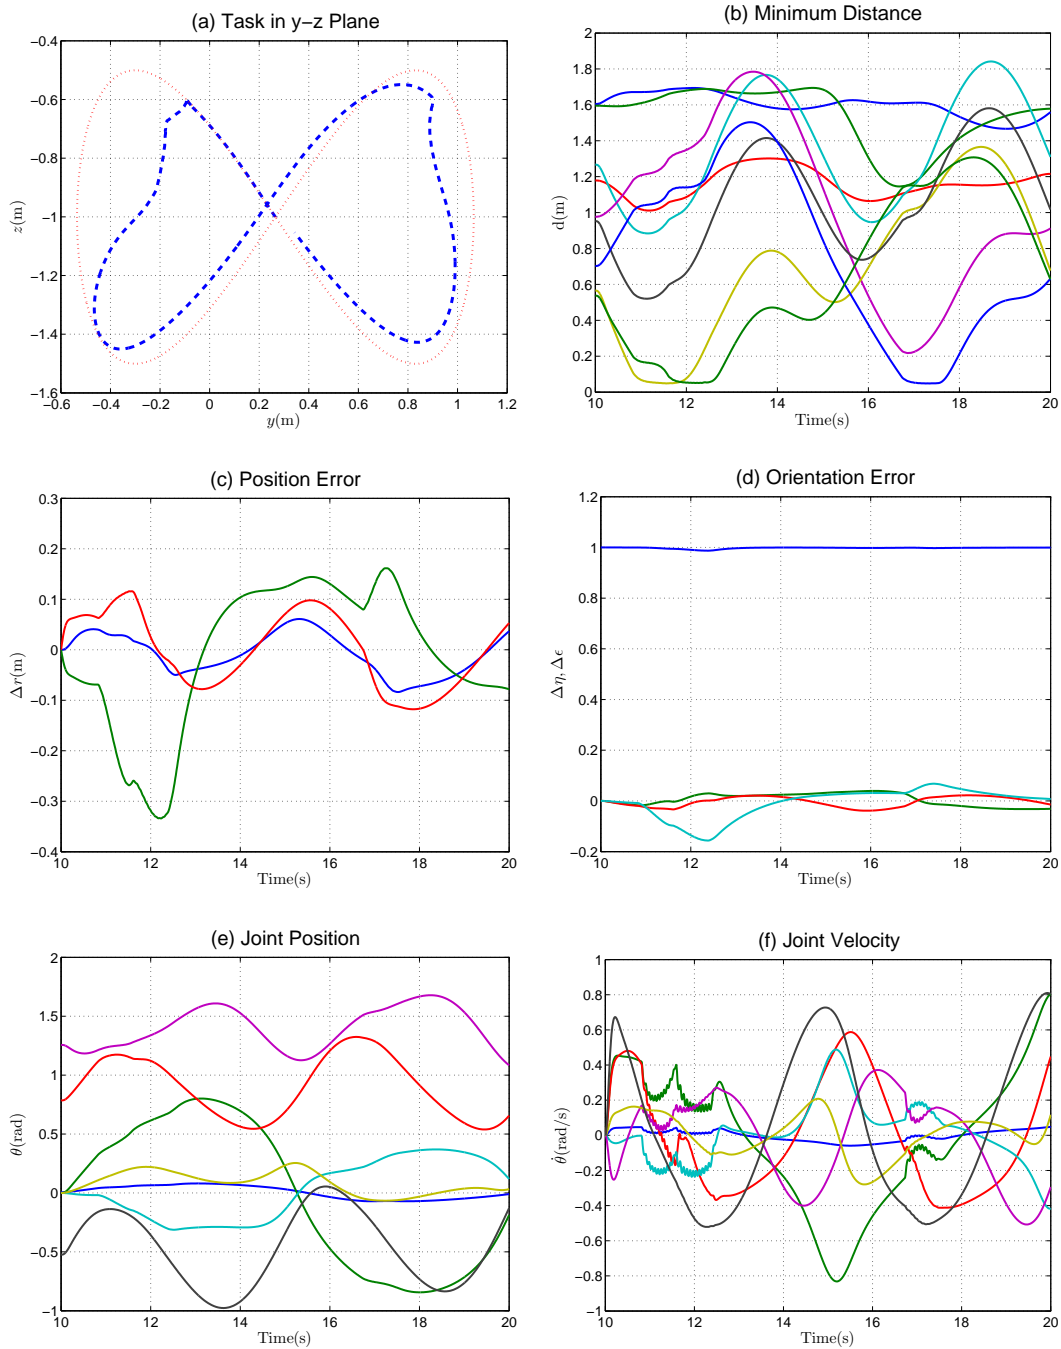 (a) Task in y−z Plane
−0.4
−0.6
−0.8
−1
−1.2
−1.4
−1.6
z(m)
−0.6 −0.4 −0.2 0 0.2 0.4 0.6 0.8 1 1.2
y(m)
(b) Minimum Distance
2
1.8
1.6
1.4
1.2
1
0.8
0.6
0.4
0.2
0
d(m)
10 12 14 16 18 20
Time(s)
(c) Position Error
0.3
0.2
0.1
0
−0.1
−0.2
−0.3
−0.4
Δr(m)
10 12 14 16 18 20
Time(s)
(d) Orientation Error
1.2
1
0.8
0.6
0.4
0.2
0
−0.2
Δη, Δϵ
10 12 14 16 18 20
Time(s)
(e) Joint Position
2
1.5
1
0.5
0
−0.5
−1
θ(rad)
10 12 14 16 18 20
Time(s)
(f) Joint Velocity
1
0.8
0.6
0.4
0.2
0
−0.2
−0.4
−0.6
−0.8
−1
θ̇(rad/s)
10 12 14 16 18 20
Time(s)